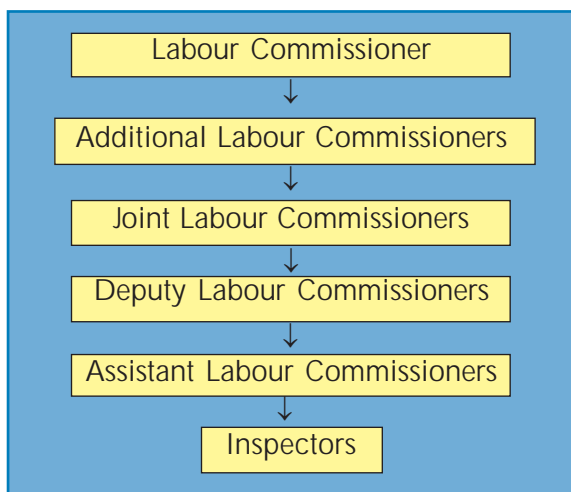 Labour Commissioner
Additional Labour Commissioners
Joint Labour Commissioners
Deputy Labour Commissioners
Assistant Labour Commissioners
Inspectors